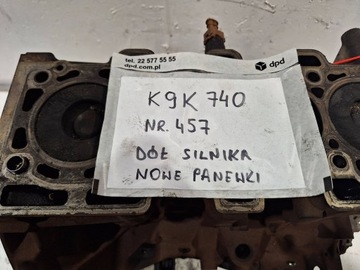 tel. 22 577 55 55
dpd.com.pl
dpd
K9K 740
NR. 457
DÓŁ SILNIKA
NOWE PANEWKI